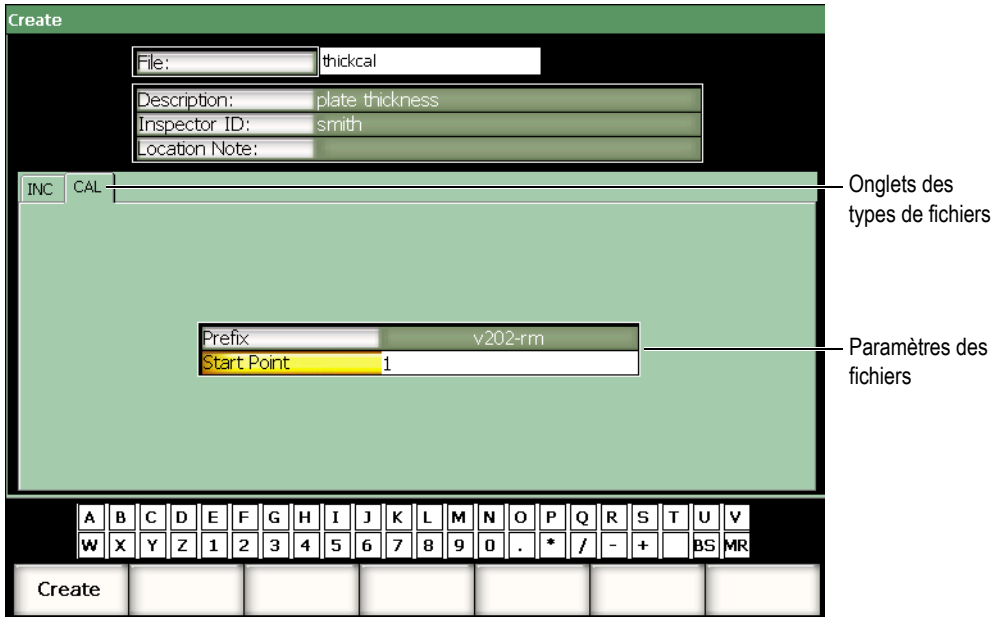 Create
File: thickcal
Description: plate thickness
Inspector ID: smith
Location Note:
INC CAL
Onglets des
types de fichiers
Prefix v202-rm
Start Point 1
Paramètres des
fichiers
A B C D E F G H I J K L M N O P Q R S T U V
W X Y Z 1 2 3 4 5 6 7 8 9 0 . * / - + BS MR
Create